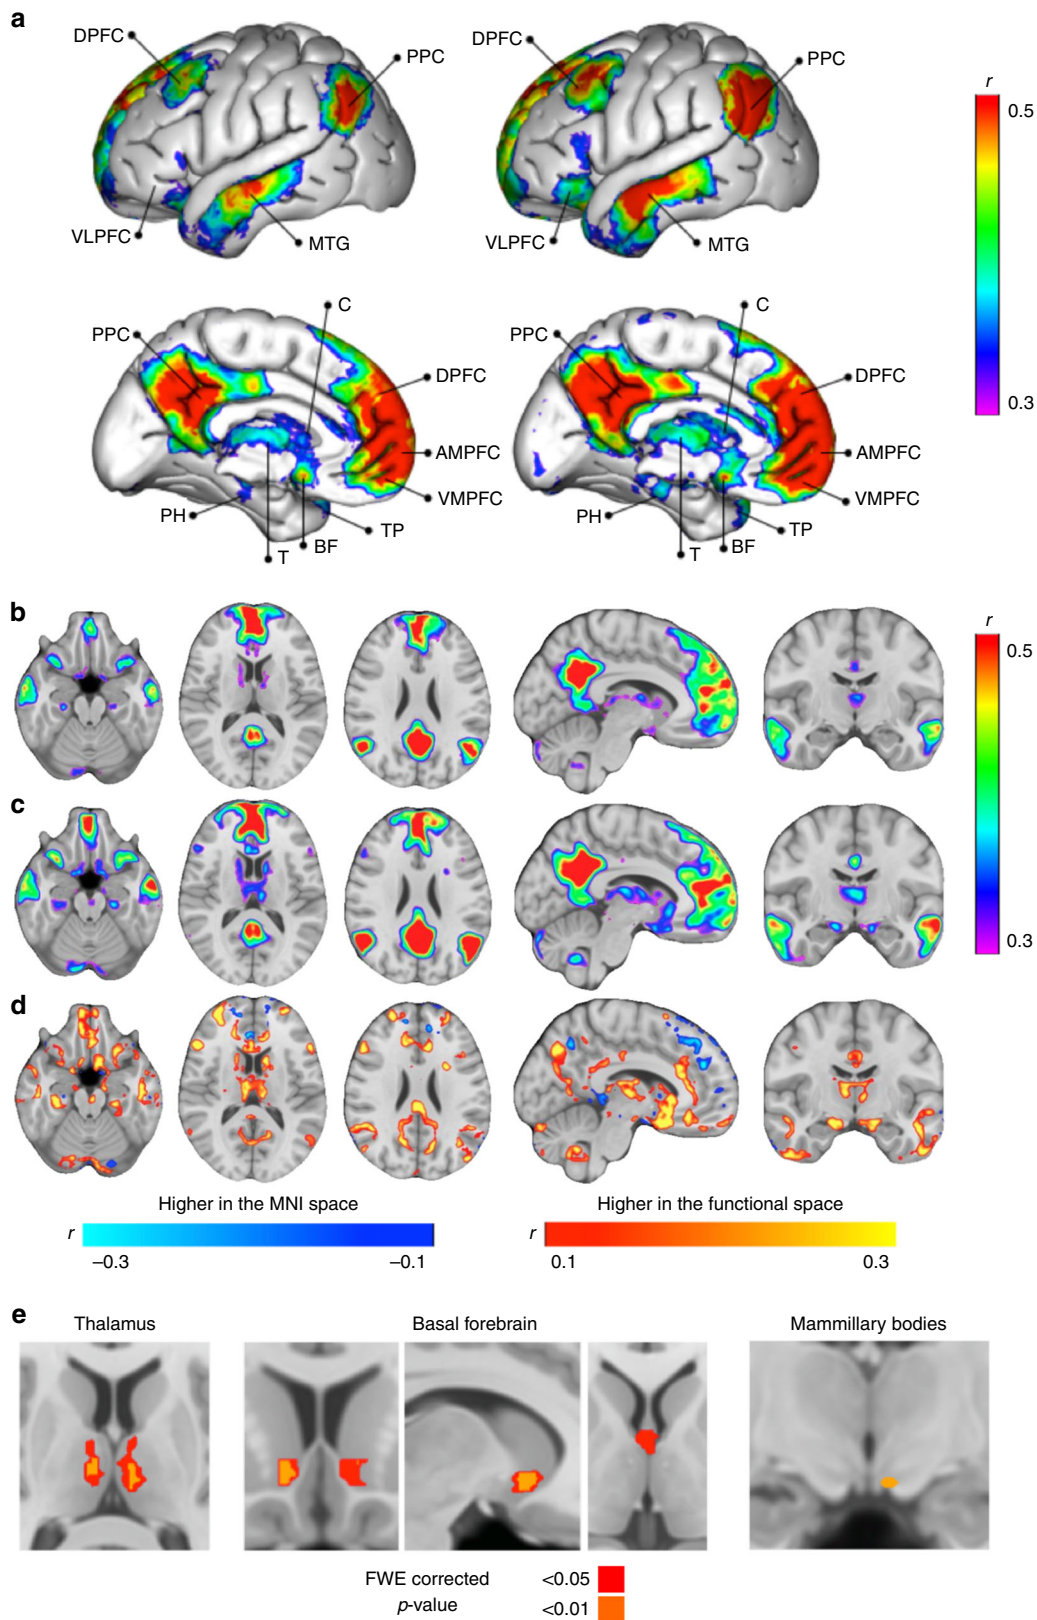 a
DPFC
PPC
VLPFC
MTG
DPFC
PPC
VLPFC
MTG
r
0.5
0.3
PPC
C
DPFC
AMPFC
VMPFC
PH
T
BF
TP
PPC
C
DPFC
AMPFC
VMPFC
PH
T
BF
TP
b
r
0.5
0.3
c
d
Higher in the MNI space
r
–0.3
–0.1
Higher in the functional space
r
0.1
0.3
e
Thalamus
Basal forebrain
Mammillary bodies
FWE corrected
p-value
<0.05
<0.01